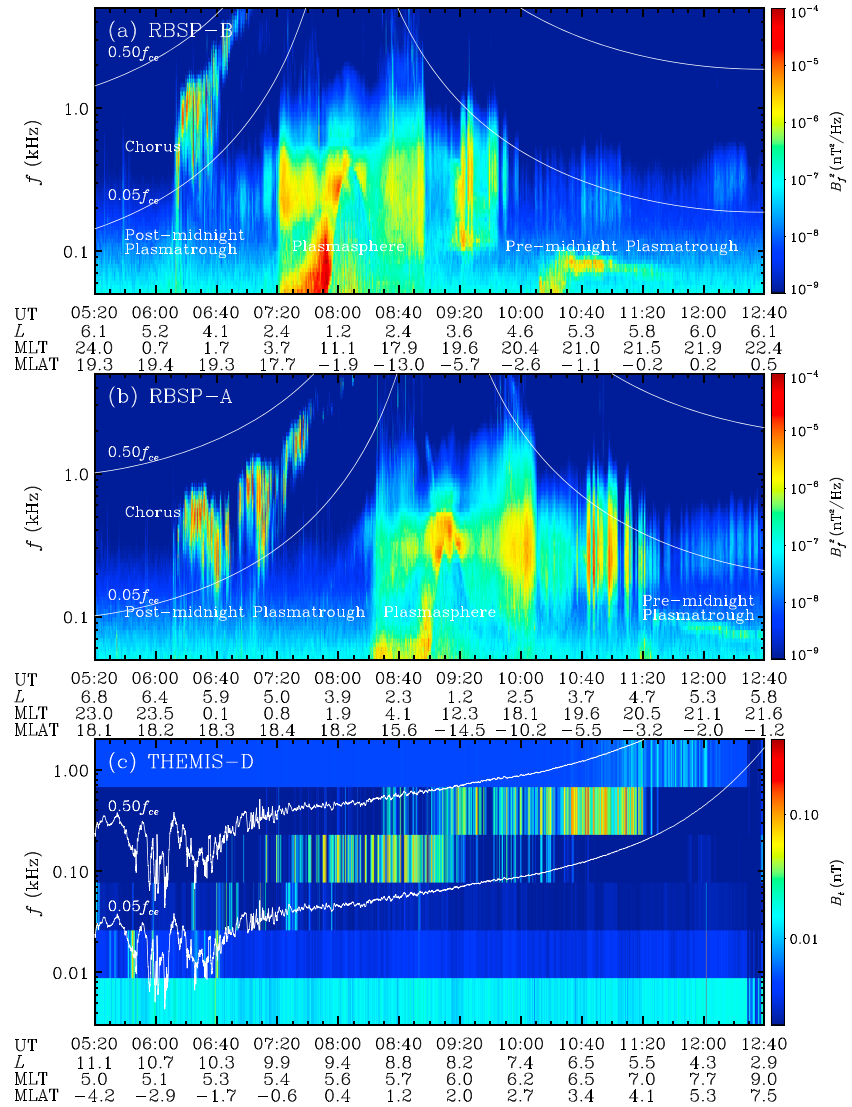 (a) RBSP-B
0.50fce
Chorus
0.05fce
Post-midnight
Plasmatrough
Plasmasphere
Pre-midnight Plasmatrough
f (kHz)
1.0
0.1
10⁻⁴
10⁻⁵
10⁻⁶
10⁻⁷
10⁻⁸
10⁻⁹
B²f (nT²/Hz)
UT 05:20 06:00 06:40 07:20 08:00 08:40 09:20 10:00 10:40 11:20 12:00 12:40
L 6.1 5.2 4.1 2.4 1.2 2.4 3.6 4.6 5.3 5.8 6.0 6.1
MLT 24.0 0.7 1.7 3.7 11.1 17.9 19.6 20.4 21.0 21.5 21.9 22.4
MLAT 19.3 19.4 19.3 17.7 −1.9 −13.0 −5.7 −2.6 −1.1 −0.2 0.2 0.5
(b) RBSP-A
0.50fce
Chorus
0.05fce
Post-midnight Plasmatrough
Plasmasphere
Pre-midnight
Plasmatrough
f (kHz)
1.0
0.1
10⁻⁴
10⁻⁵
10⁻⁶
10⁻⁷
10⁻⁸
10⁻⁹
B²f (nT²/Hz)
UT 05:20 06:00 06:40 07:20 08:00 08:40 09:20 10:00 10:40 11:20 12:00 12:40
L 6.8 6.4 5.9 5.0 3.9 2.3 1.2 2.5 3.7 4.7 5.3 5.8
MLT 23.0 23.5 0.1 0.8 1.9 4.1 12.3 18.1 19.6 20.5 21.1 21.6
MLAT 18.1 18.2 18.3 18.4 18.2 15.6 −14.5 −10.2 −5.5 −3.2 −2.0 −1.2
(c) THEMIS-D
0.50fce
0.05fce
f (kHz)
1.00
0.10
0.01
0.10
0.01
Bt (nT)
UT 05:20 06:00 06:40 07:20 08:00 08:40 09:20 10:00 10:40 11:20 12:00 12:40
L 11.1 10.7 10.3 9.9 9.4 8.8 8.2 7.4 6.5 5.5 4.3 2.9
MLT 5.0 5.1 5.3 5.4 5.6 5.7 6.0 6.2 6.5 7.0 7.7 9.0
MLAT −4.2 −2.9 −1.7 −0.6 0.4 1.2 2.0 2.7 3.4 4.1 5.3 7.5